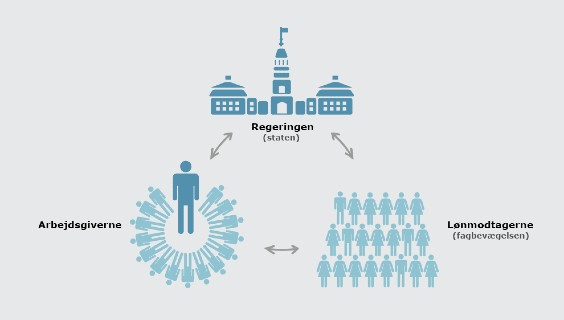 Regeringen
(staten)
Arbejdsgiverne
Lønmodtagerne
(fagbevægelsen)